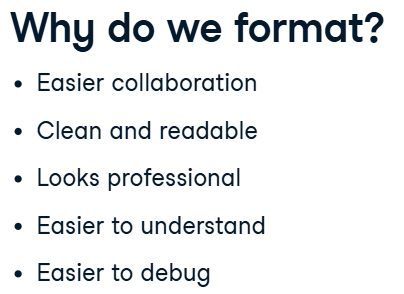 Why do we format?
• Easier collaboration
• Clean and readable
• Looks professional
• Easier to understand
• Easier to debug